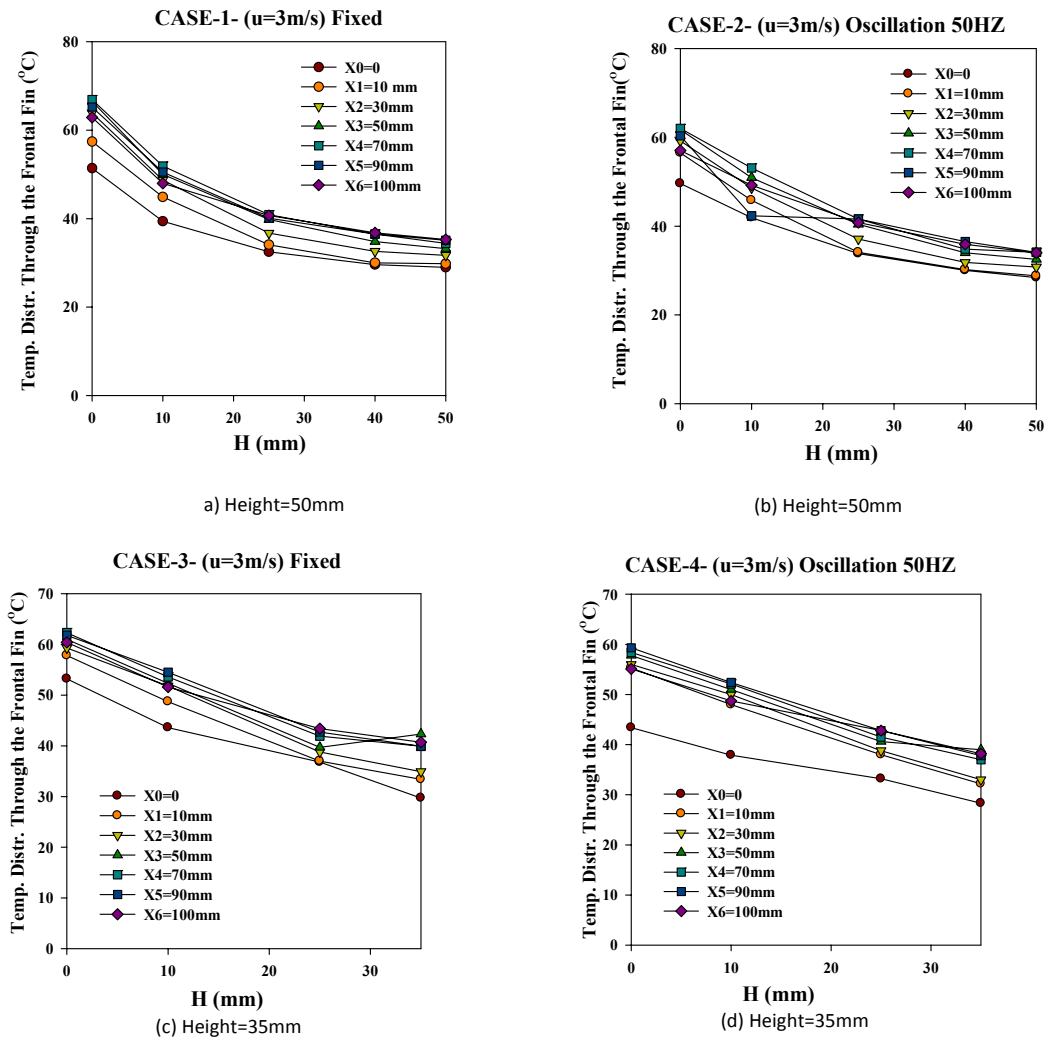 CASE-1- (u=3m/s) Fixed
Temp. Distr. Through the Frontal Fin (°C)
80
60
40
20
0
X0=0
X1=10 mm
X2=30mm
X3=50mm
X4=70mm
X5=90mm
X6=100mm
0 10 20 30 40 50
H (mm)
a) Height=50mm
CASE-2- (u=3m/s) Oscillation 50HZ
Temp. Distr. Through the Frontal Fin(°C)
80
60
40
20
0
X0=0
X1=10mm
X2=30mm
X3=50mm
X4=70mm
X5=90mm
X6=100mm
0 10 20 30 40 50
H (mm)
(b) Height=50mm
CASE-3- (u=3m/s) Fixed
Temp. Distr. Through the Frontal Fin (°C)
70
60
50
40
30
20
10
0
X0=0
X1=10mm
X2=30mm
X3=50mm
X4=70mm
X5=90mm
X6=100mm
0 10 20 30
H (mm)
(c) Height=35mm
CASE-4- (u=3m/s) Oscillation 50HZ
Temp. Distr. Through the Frontal Fin (°C)
70
60
50
40
30
20
10
0
X0=0
X1=10mm
X2=30mm
X3=50mm
X4=70mm
X5=90mm
X6=100mm
0 10 20 30
H (mm)
(d) Height=35mm